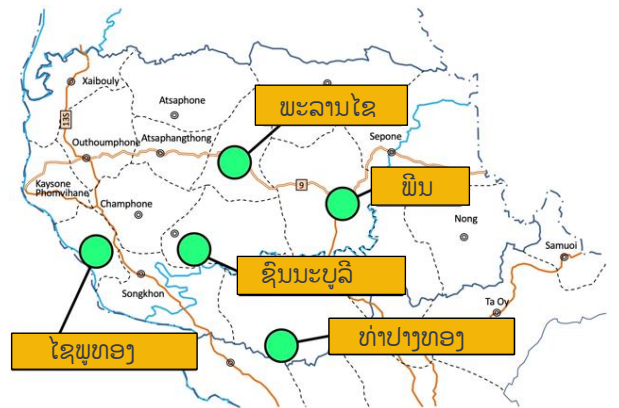 Xaibouly
Atsaphone
ພະລານໄຊ
135
Outhoumphone
Atsaphangthong
Sepone
9
ພີນ
Kaysone
Phomvihane
Champhone
Nong
Samuoi
ຊົນນະບູລີ
Songkhon
Ta Oy
ໄຊພູທອງ
ທ່າປາງທອງ